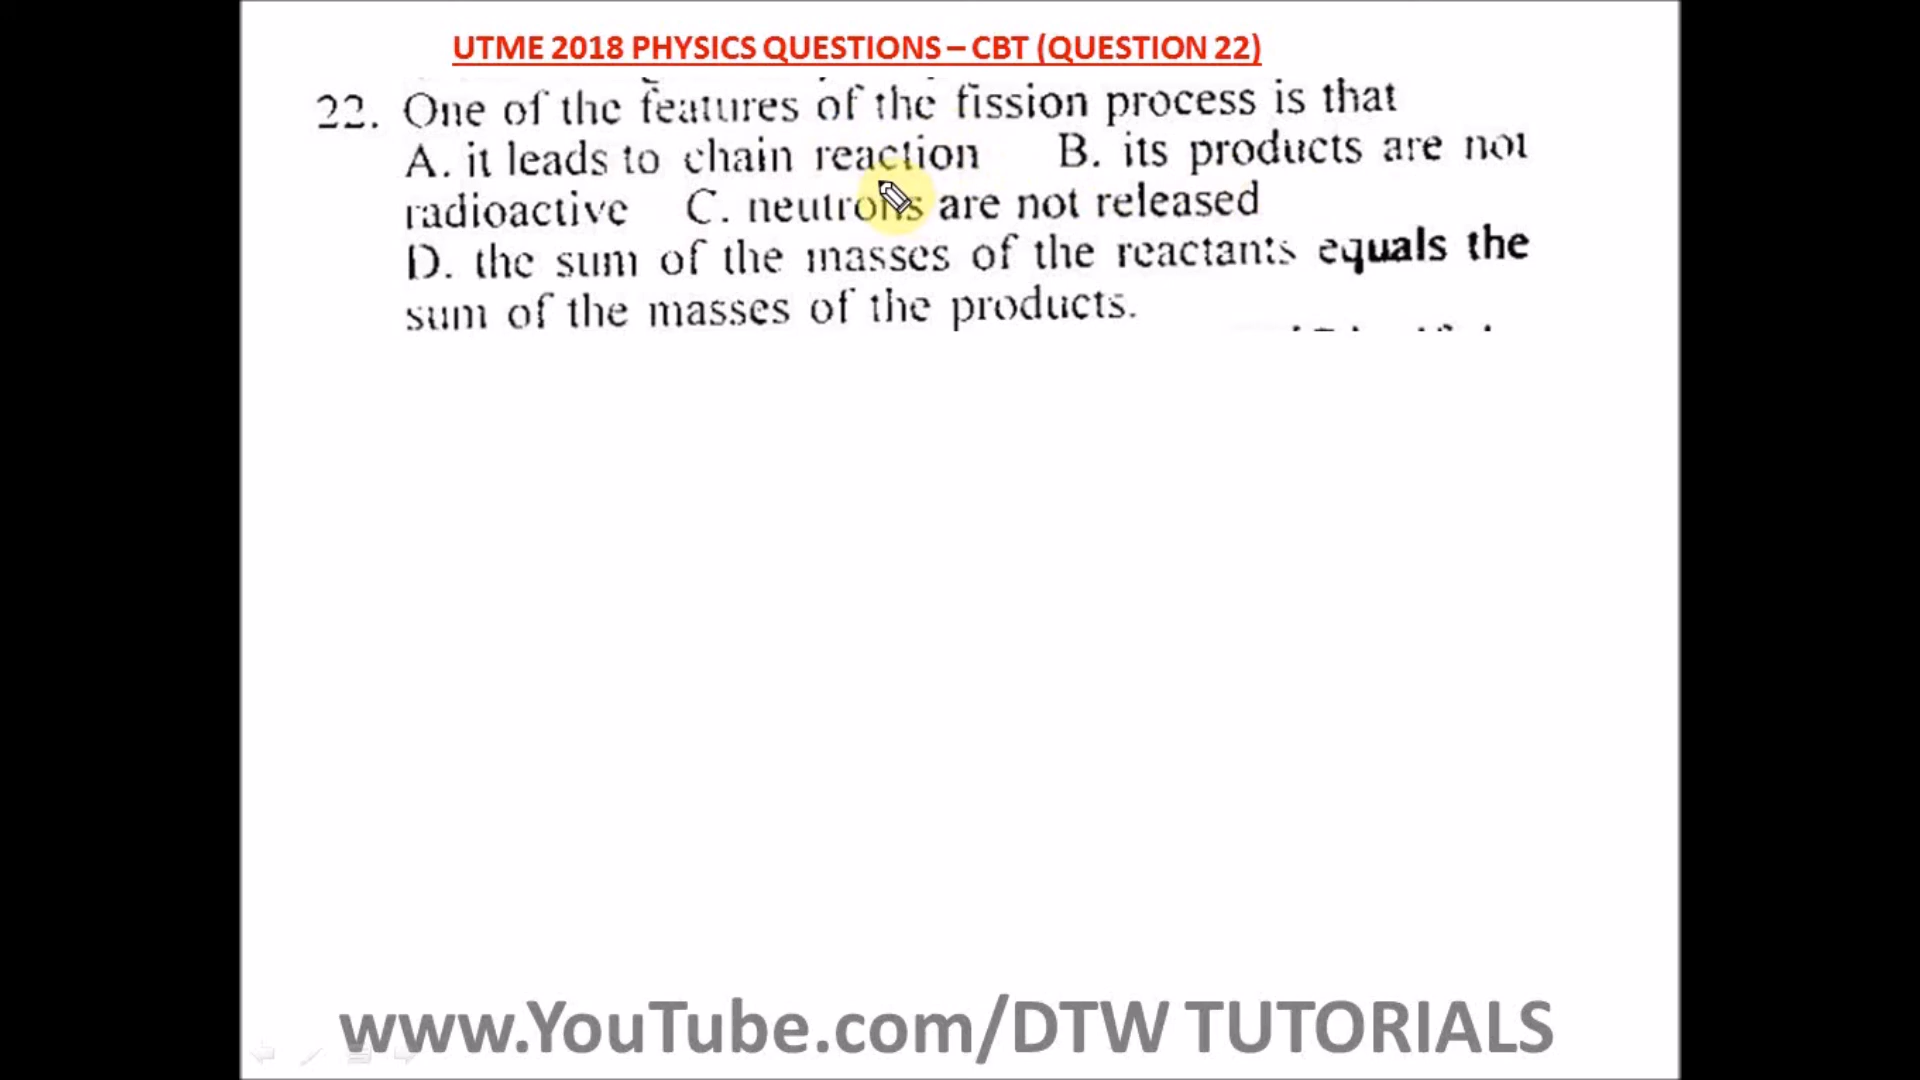 UTME 2018 PHYSICS QUESTIONS – CBT (QUESTION 22)
22. One of the features of the fission process is that
A. it leads to chain reaction B. its products are not
radioactive C. neutrons are not released
D. the sum of the masses of the reactants equals the
sum of the masses of the products.
www.YouTube.com/DTW TUTORIALS